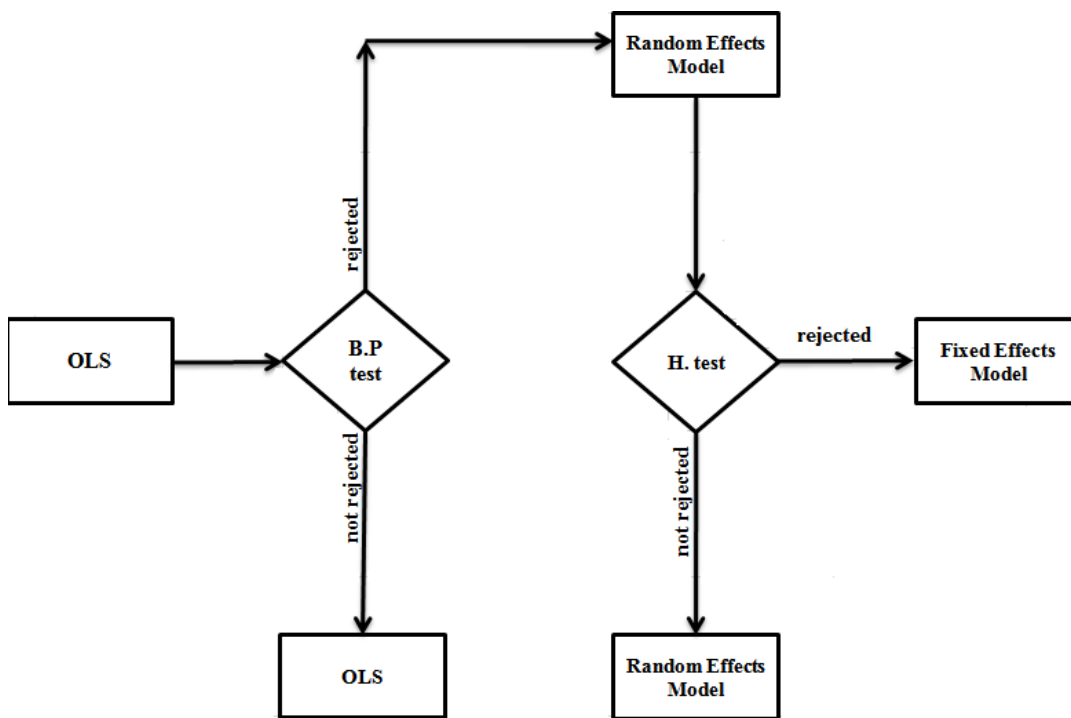 Random Effects
Model
rejected
OLS
B.P
test
H. test
rejected
Fixed Effects
Model
not rejected
not rejected
OLS
Random Effects
Model